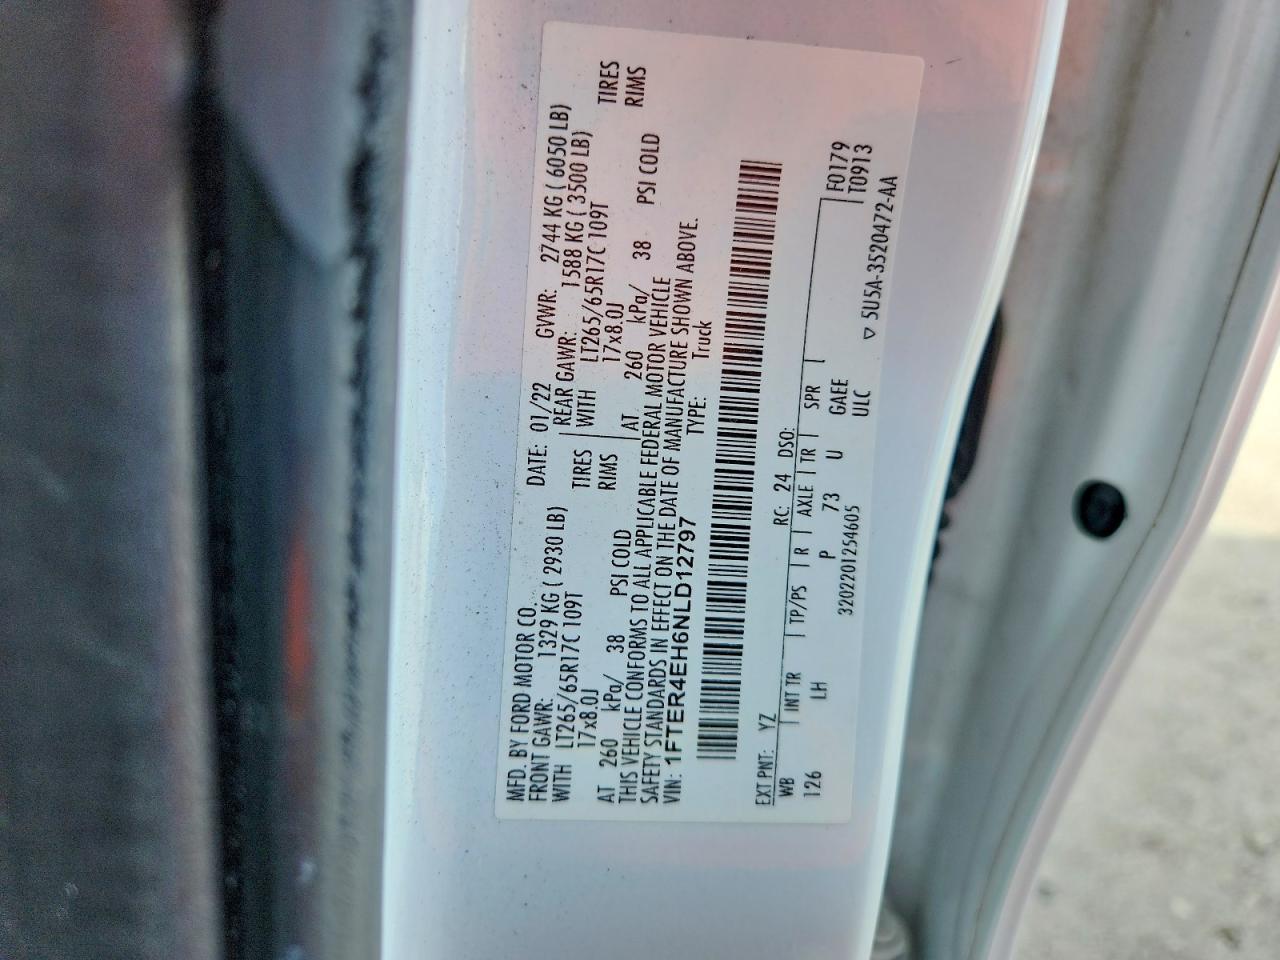 MFD. BY FORD MOTOR CO.
DATE: 01/22 GVWR: 2744 KG ( 6050 LB)
FRONT GAWR: 1329 KG ( 2930 LB) REAR GAWR: 1588 KG ( 3500 LB)
WITH LT265/65R17C 109T TIRES WITH LT265/65R17C 109T TIRES
17x8.0J RIMS 17x8.0J RIMS
AT 260 kPa/ 38 PSI COLD AT 260 kPa/ 38 PSI COLD
THIS VEHICLE CONFORMS TO ALL APPLICABLE FEDERAL MOTOR VEHICLE
SAFETY STANDARDS IN EFFECT ON THE DATE OF MANUFACTURE SHOWN ABOVE.
VIN: 1FTER4EH6NLD12797 TYPE: Truck
EXT PNT: YZ RC: 24 DSO:
WB INT TR TP/PS R AXLE TR SPR
126 LH P 73 U GAEE F0179
3202201254605 ULC T0913
▽ 5U5A-3520472-AA